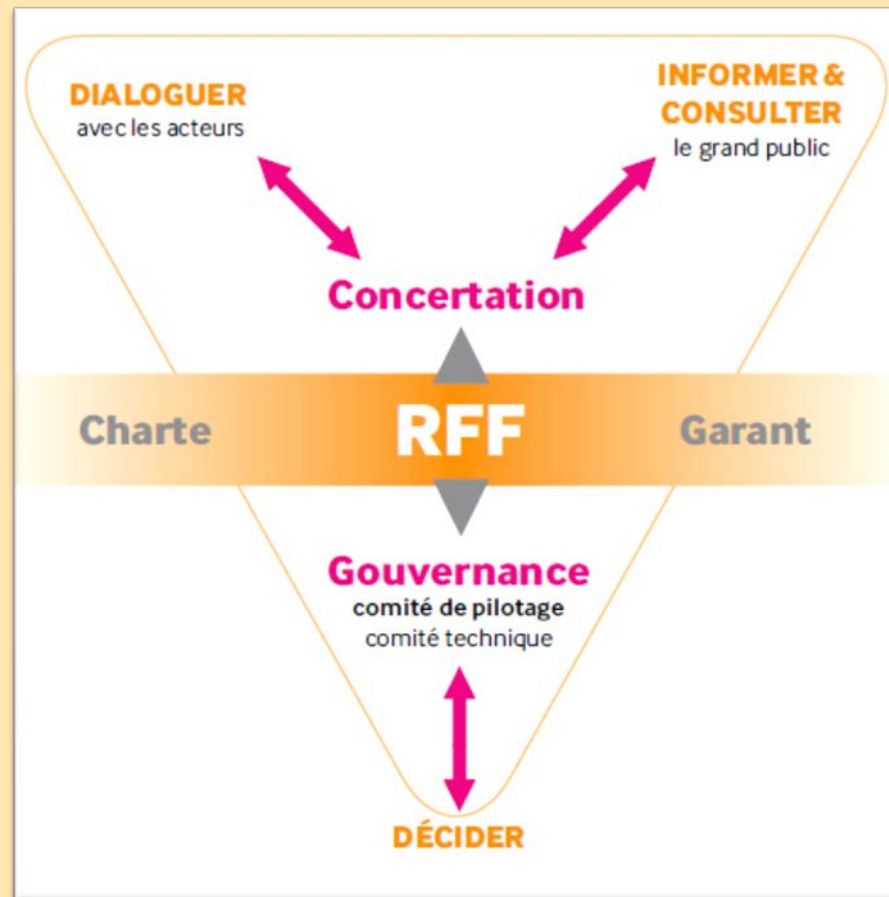 DIALOGUER
avec les acteurs
INFORMER &
CONSULTER
le grand public
Concertation
Charte
RFF
Garant
Gouvernance
comité de pilotage
comité technique
DÉCIDER